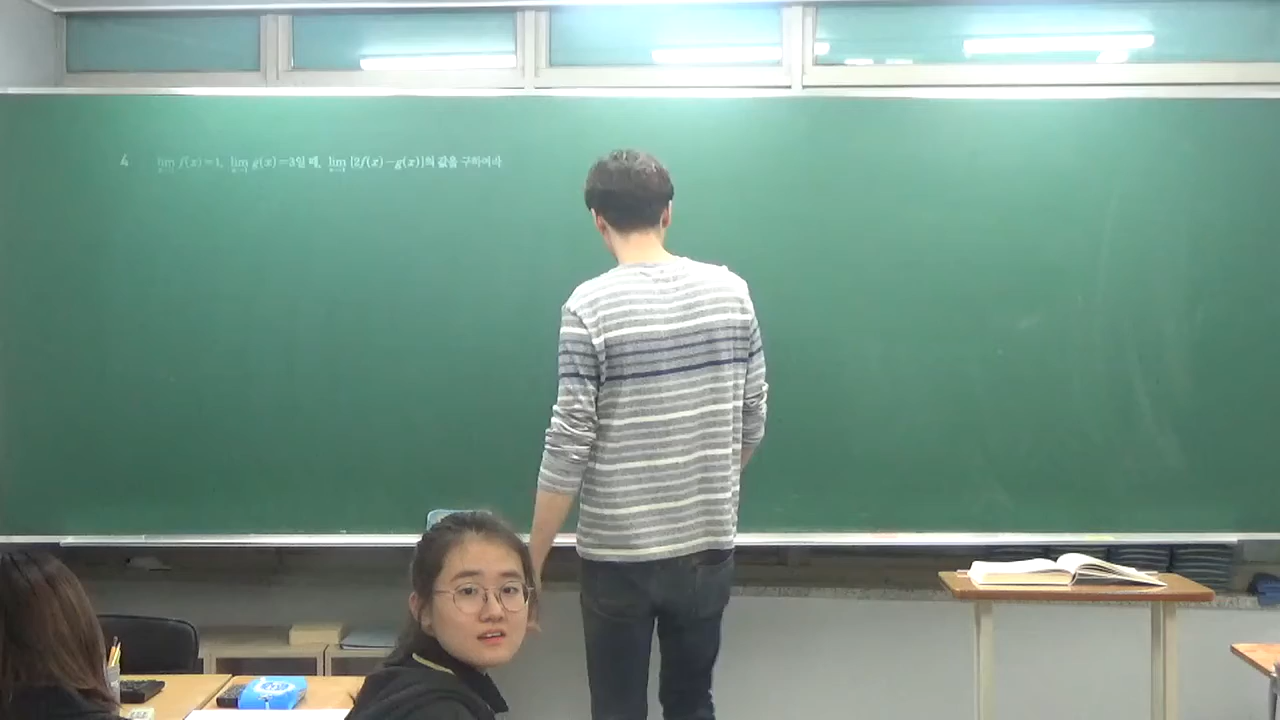 4 lim f(x)=1, lim g(x)=3일 때, lim [2f(x)-g(x)]의 값을 구하여라